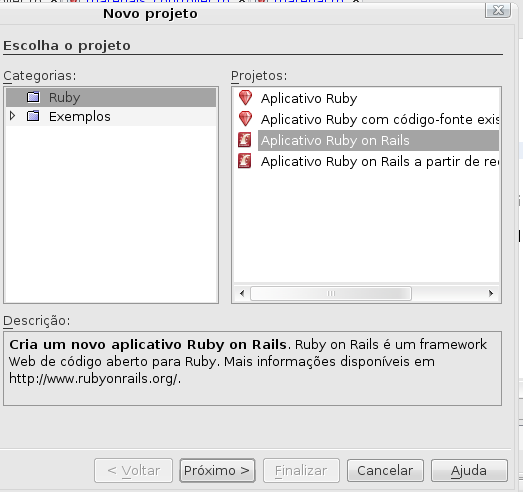 Novo projeto
Escolha o projeto
Categorias:
Ruby
Exemplos
Projetos:
Aplicativo Ruby
Aplicativo Ruby com código-fonte exis
Aplicativo Ruby on Rails
Aplicativo Ruby on Rails a partir de rec
Descrição:
Cria um novo aplicativo Ruby on Rails. Ruby on Rails é um framework
Web de código aberto para Ruby. Mais informações disponíveis em
http://www.rubyonrails.org/.
< Voltar
Próximo >
Finalizar
Cancelar
Ajuda